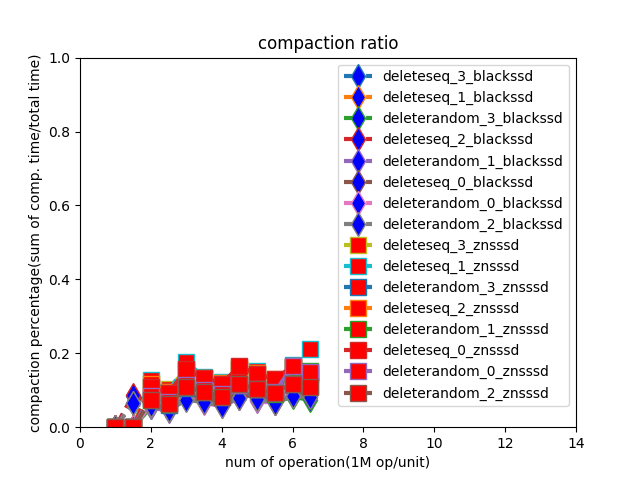 compaction ratio
compaction percentage(sum of comp. time/total time)
1.0
0.8
0.6
0.4
0.2
0.0
0
2
4
6
8
10
12
14
num of operation(1M op/unit)
deleteseq_3_blackssd
deleteseq_1_blackssd
deleterandom_3_blackssd
deleteseq_2_blackssd
deleterandom_1_blackssd
deleteseq_0_blackssd
deleterandom_0_blackssd
deleterandom_2_blackssd
deleteseq_3_znsssd
deleteseq_1_znsssd
deleterandom_3_znsssd
deleteseq_2_znsssd
deleterandom_1_znsssd
deleteseq_0_znsssd
deleterandom_0_znsssd
deleterandom_2_znsssd